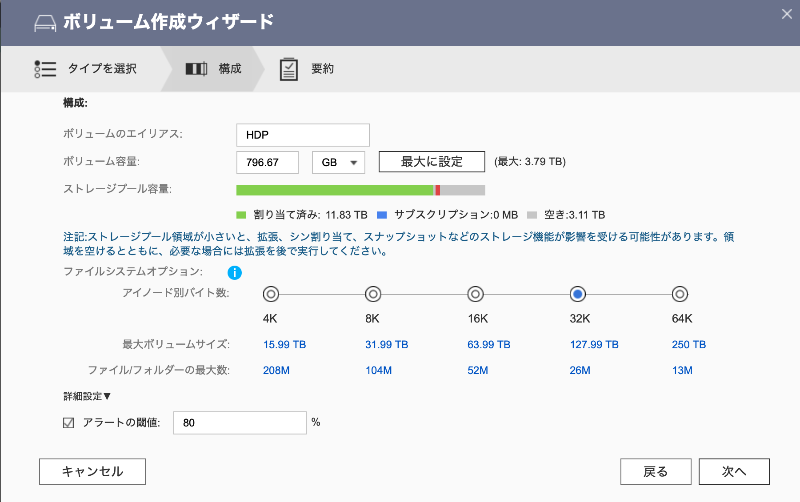 ボリューム作成ウィザード
タイプを選択 構成 要約
構成:
ボリュームのエイリアス: HDP
ボリューム容量: 796.67 GB 最大に設定 (最大: 3.79 TB)
ストレージプール容量:
割り当て済み: 11.83 TB サブスクリプション:0 MB 空き:3.11 TB
注記:ストレージプール領域が小さいと、拡張、シン割り当て、スナップショットなどのストレージ機能が影響を受ける可能性があります。領
域を空けるとともに、必要な場合には拡張を後で実行してください。
ファイルシステムオプション: i
アイノード別バイト数:
4K 8K 16K 32K 64K
最大ボリュームサイズ: 15.99 TB 31.99 TB 63.99 TB 127.99 TB 250 TB
ファイル/フォルダーの最大数: 208M 104M 52M 26M 13M
詳細設定▼
アラートの閾値: 80 %
キャンセル 戻る 次へ